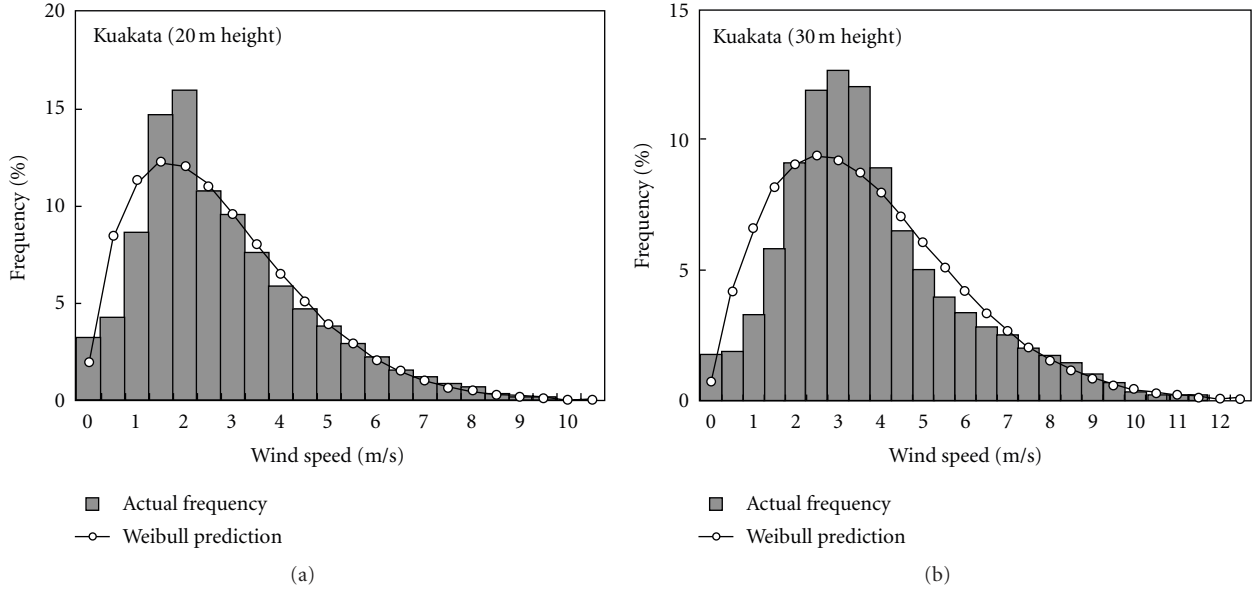 20
15
10
5
0
Frequency (%)
Kuakata (20 m height)
0 1 2 3 4 5 6 7 8 9 10
Wind speed (m/s)
Actual frequency
Weibull prediction
(a)
15
10
5
0
Frequency (%)
Kuakata (30 m height)
0 1 2 3 4 5 6 7 8 9 10 11 12
Wind speed (m/s)
Actual frequency
Weibull prediction
(b)